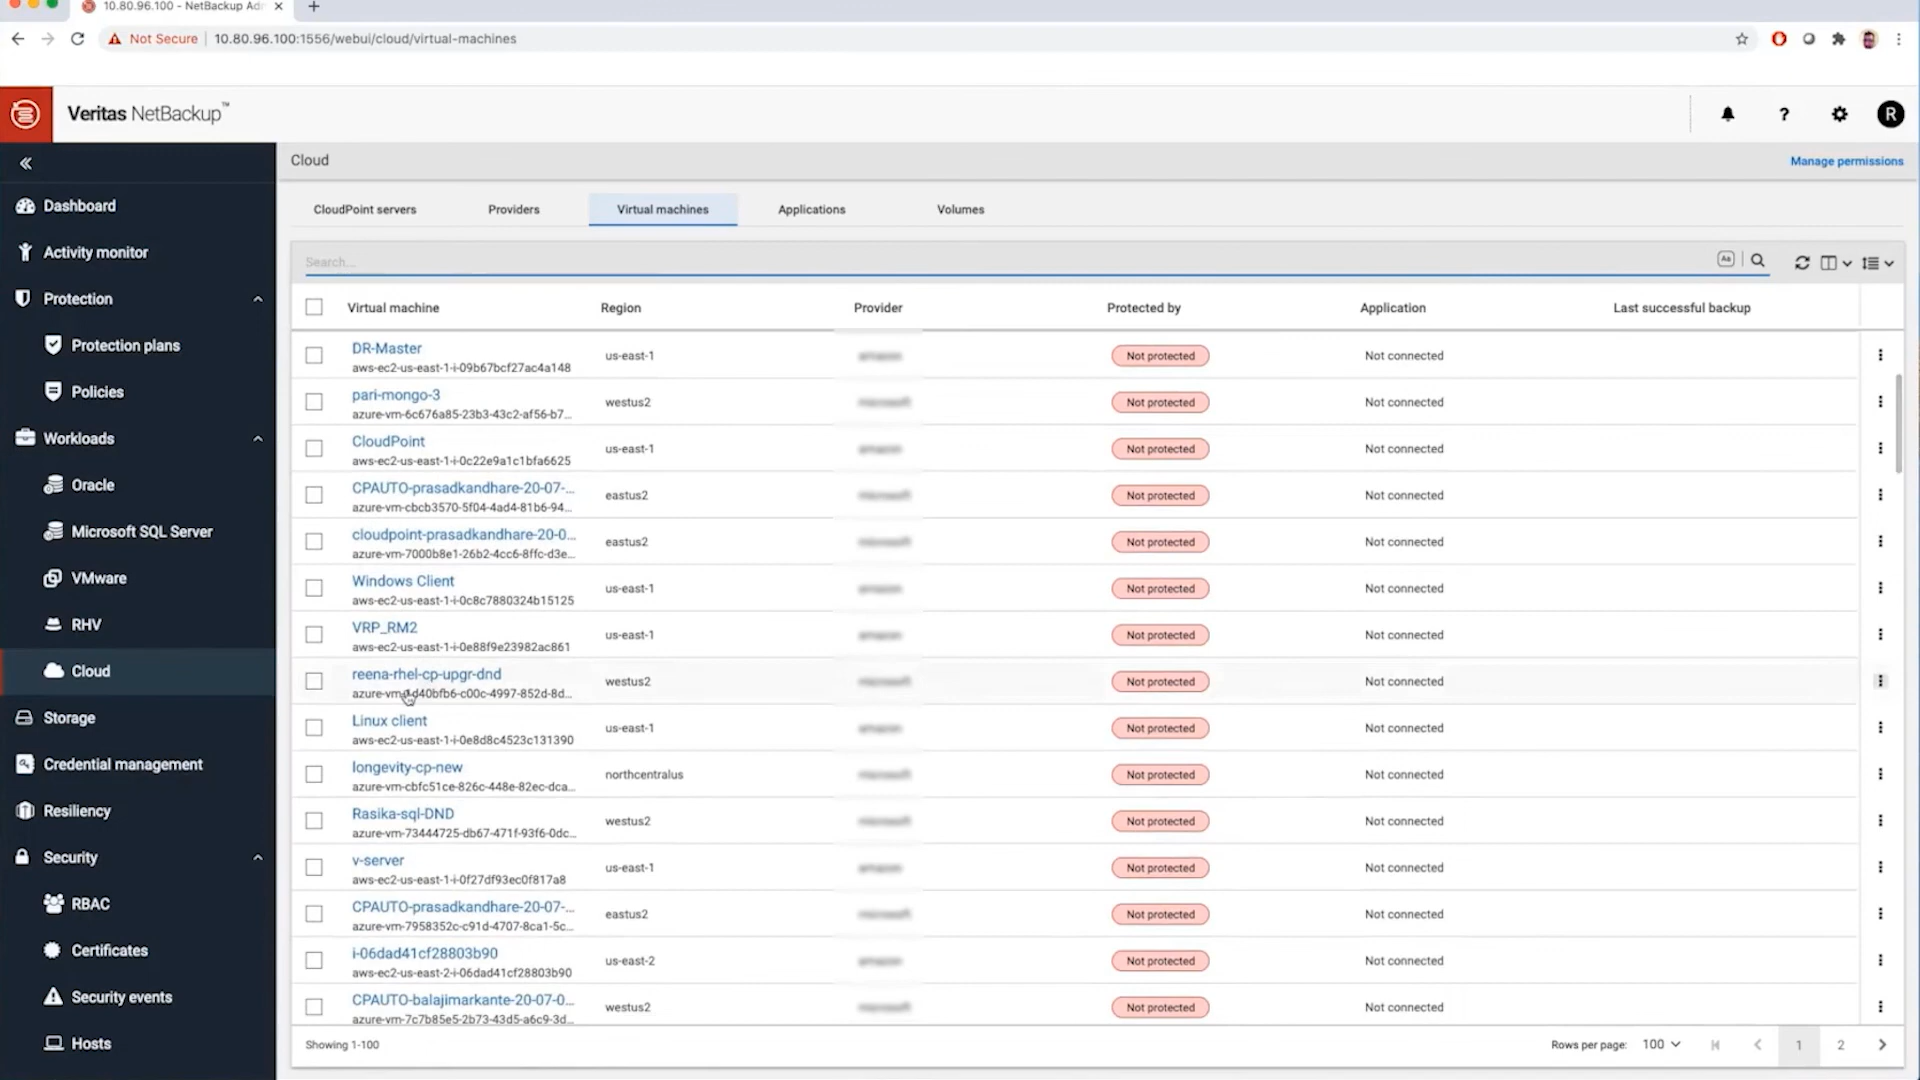 10.80.96.100 - NetBackup Adm
Not Secure 10.80.96.100:1556/webui/cloud/virtual-machines
Veritas NetBackup™
? R
Cloud
Manage permissions
Dashboard
Activity monitor
Protection
Protection plans
Policies
Workloads
Oracle
Microsoft SQL Server
VMware
RHV
Cloud
Storage
Credential management
Resiliency
Security
RBAC
Certificates
Security events
Hosts
CloudPoint servers Providers Virtual machines Applications Volumes
Search...
Virtual machine Region Provider Protected by Application Last successful backup
DR-Master
aws-ec2-us-east-1-i-09b67bcf27ac4a148 us-east-1 Not protected Not connected
pari-mongo-3
azure-vm-6c676a85-23b3-43c2-af56-b7... westus2 Not protected Not connected
CloudPoint
aws-ec2-us-east-1-i-0c22e9a1c1bfa6625 us-east-1 Not protected Not connected
CPAUTO-prasadkandhare-20-07-...
azure-vm-cbcb3570-5f04-4ad4-81b6-94... eastus2 Not protected Not connected
cloudpoint-prasadkandhare-20-0...
azure-vm-7000b8e1-26b2-4cc6-8ffc-d3e... eastus2 Not protected Not connected
Windows Client
aws-ec2-us-east-1-i-0c8c7880324b15125 us-east-1 Not protected Not connected
VRP_RM2
aws-ec2-us-east-1-i-0e88f9e23982ac861 us-east-1 Not protected Not connected
reena-rhel-cp-upgr-dnd
westus2 Not protected Not connected
Linux client
aws-ec2-us-east-1-i-0e8d8c4523c131390 us-east-1 Not protected Not connected
longevity-cp-new
azure-vm-cbfc51ce-826c-448e-82ec-dca... northcentralus Not protected Not connected
Rasika-sql-DND
azure-vm-73444725-db67-471f-93f6-0dc... westus2 Not protected Not connected
v-server
aws-ec2-us-east-1-i-0f27df93ec0f817a8 us-east-1 Not protected Not connected
CPAUTO-prasadkandhare-20-07-...
azure-vm-7958352c-c91d-4707-8ca1-5c... eastus2 Not protected Not connected
i-06dad41cf28803b90
aws-ec2-us-east-2-i-06dad41cf28803b90 us-east-2 Not protected Not connected
CPAUTO-balajimarkante-20-07-0...
azure-vm-7c7b85e5-2b73-43d5-a6c9-3d... westus2 Not protected Not connected
Showing 1-100 Rows per page: 100 1 2